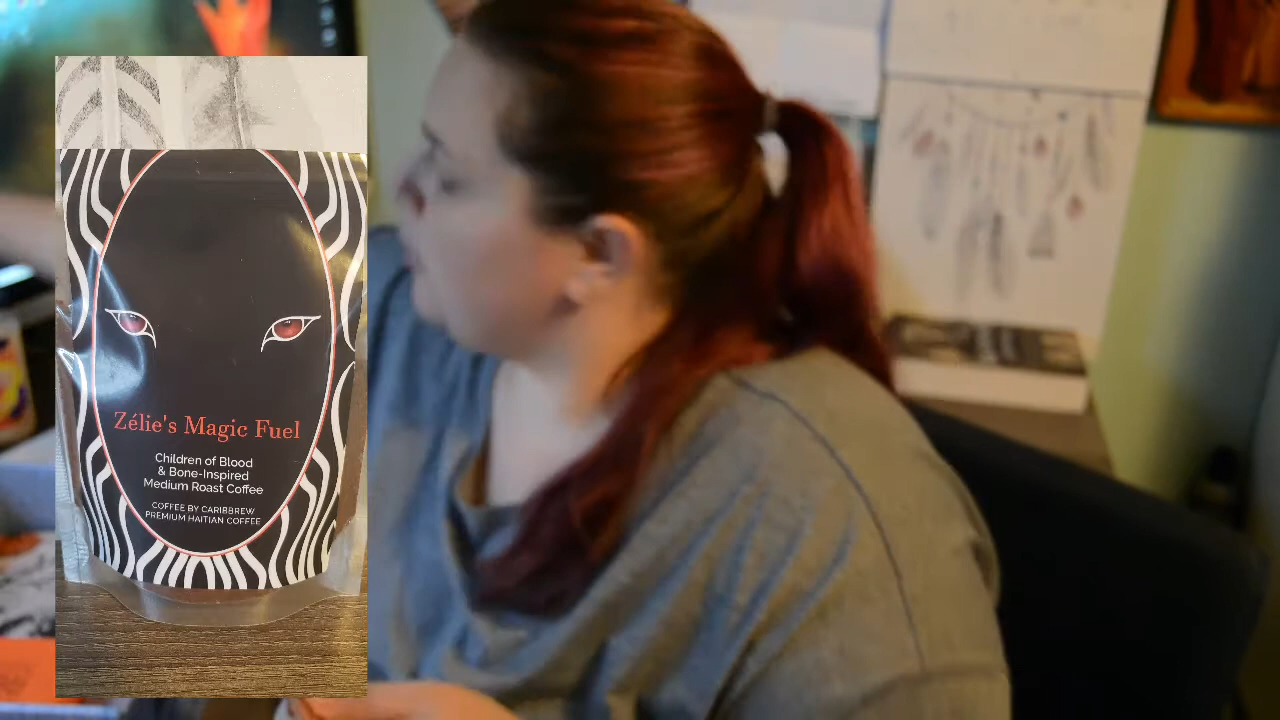 Zélie's Magic Fuel
Children of Blood
& Bone-Inspired
Medium Roast Coffee
COFFEE BY CARIBBREW
PREMIUM HAITIAN COFFEE